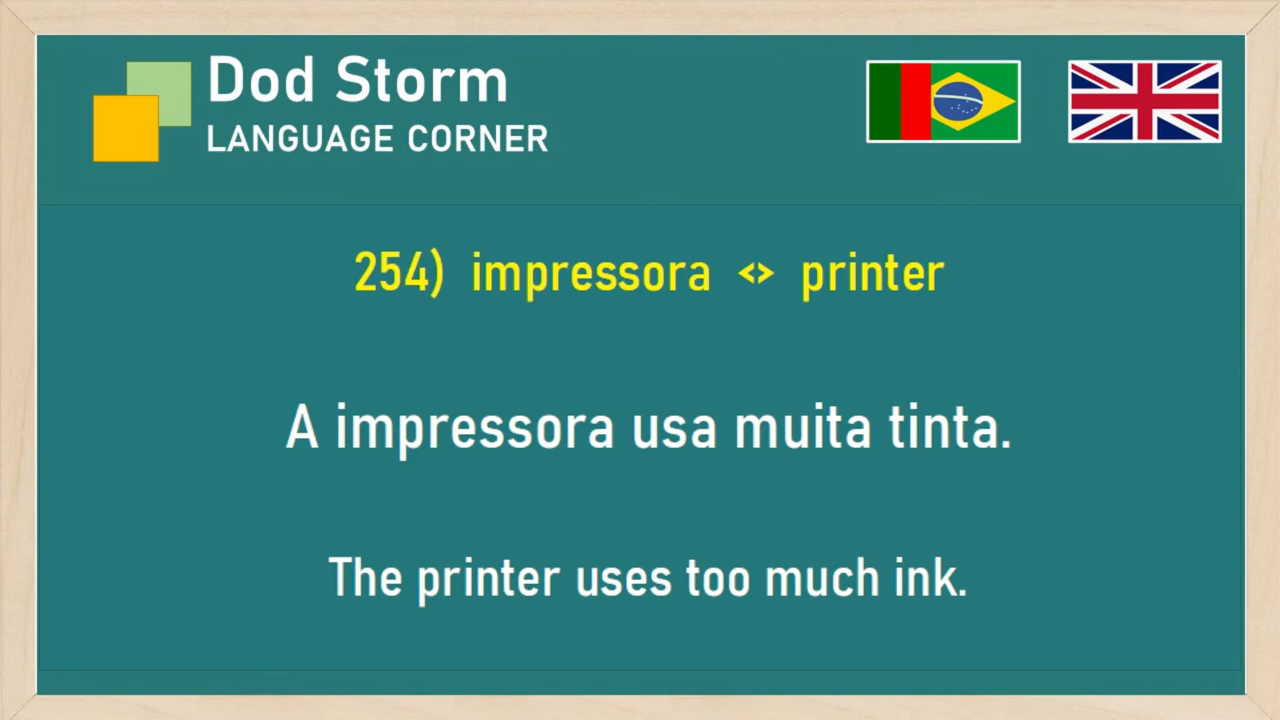 Dod Storm
LANGUAGE CORNER
254) impressora <> printer
A impressora usa muita tinta.
The printer uses too much ink.